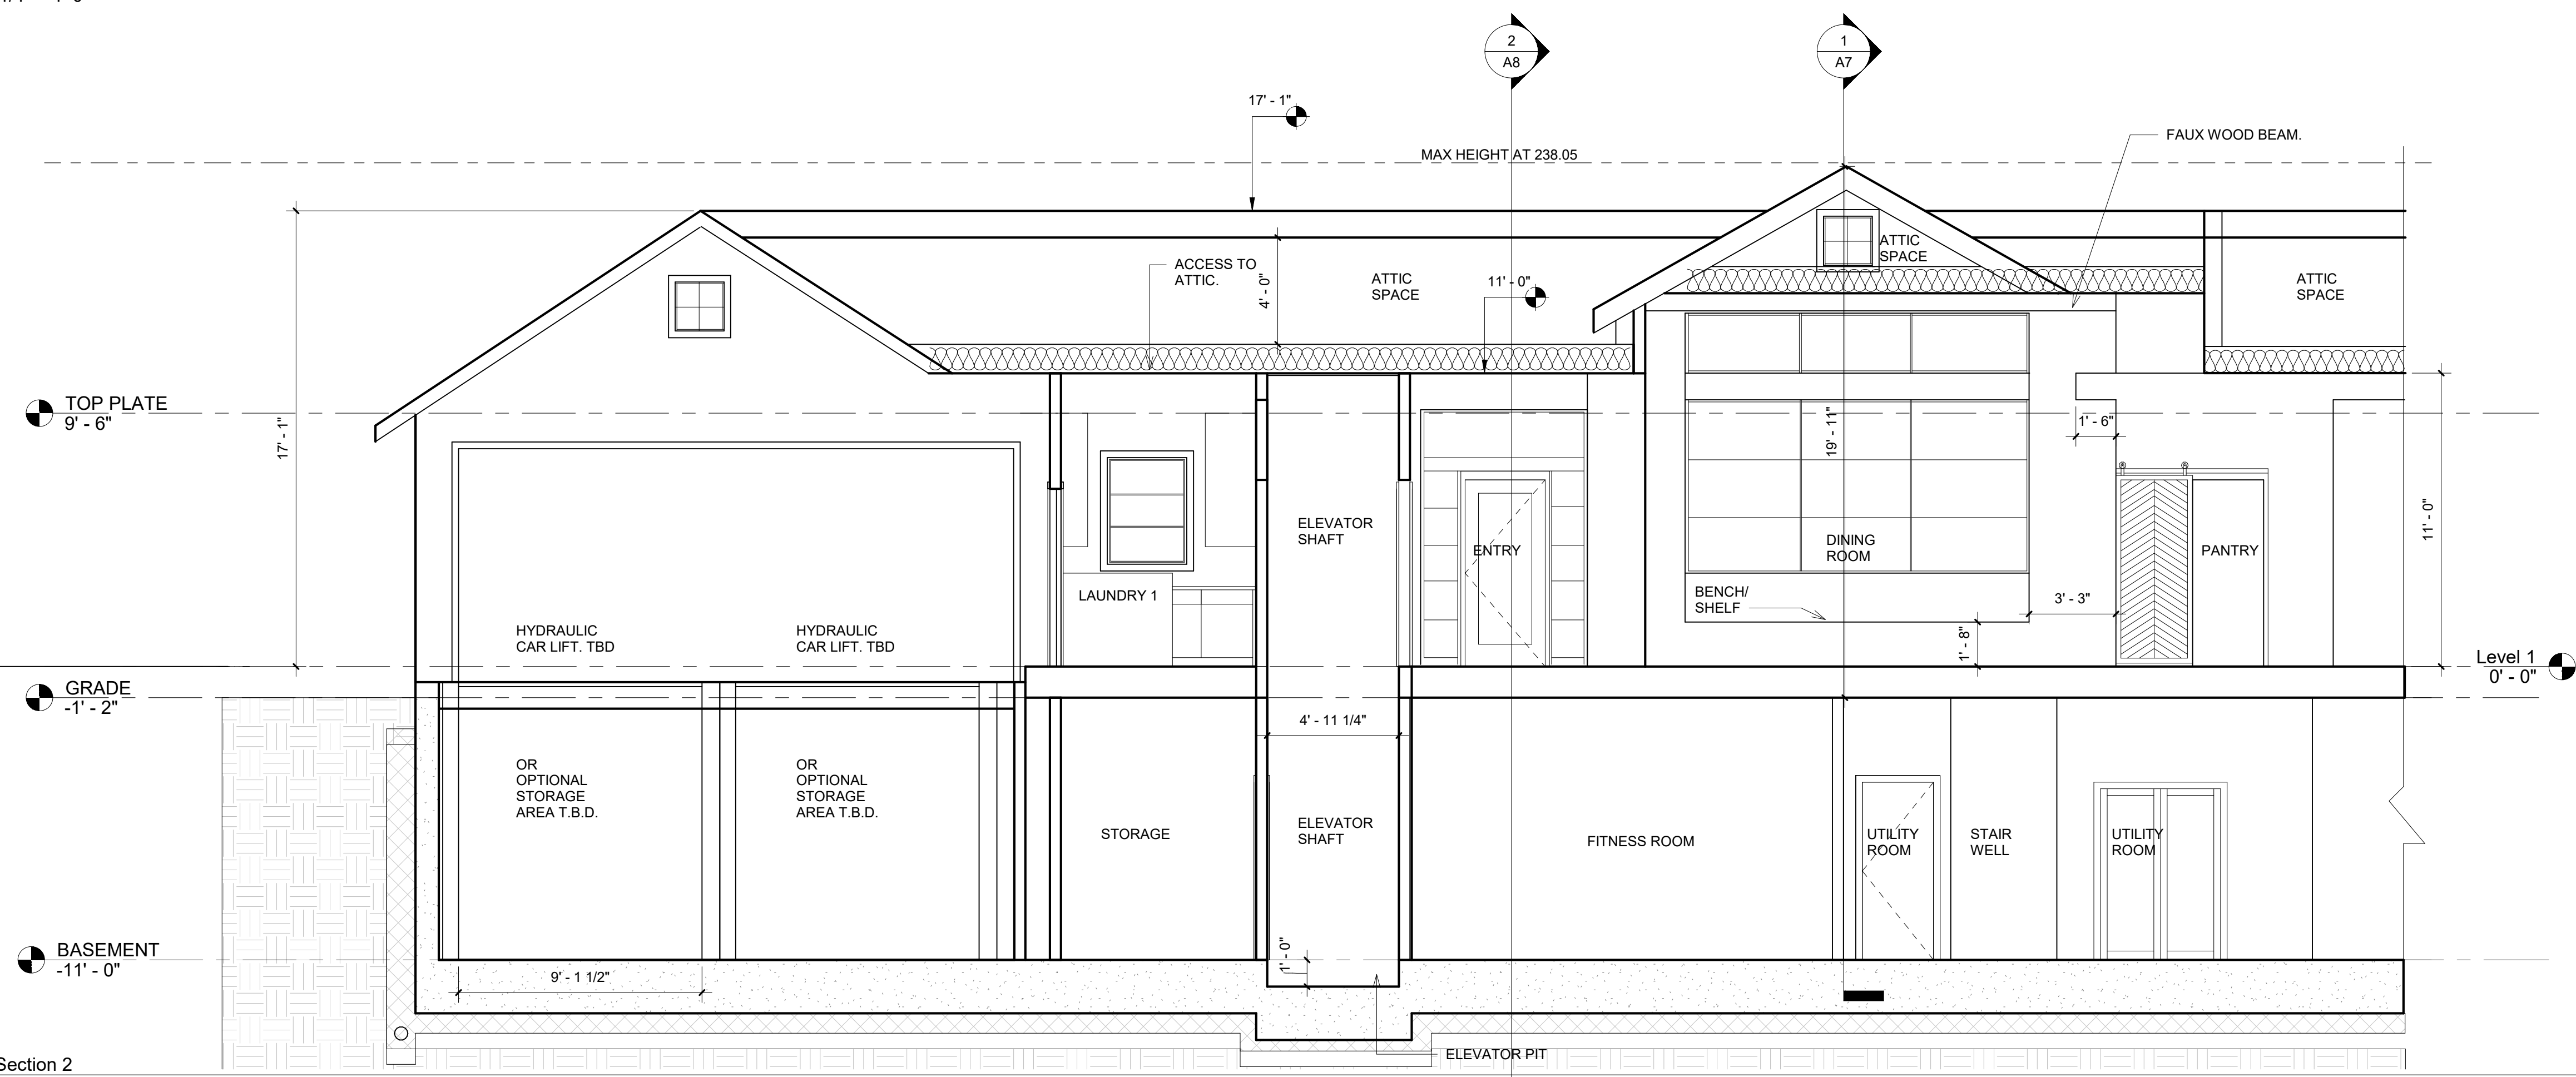 2
A8
1
A7
17' - 1"
FAUX WOOD BEAM.
MAX HEIGHT AT 238.05
ATTIC
SPACE
ACCESS TO
ATTIC.
4' - 0"
ATTIC
SPACE
11' - 0"
ATTIC
SPACE
TOP PLATE
9' - 6"
17' - 1"
19' - 11"
1' - 6"
11' - 0"
ELEVATOR
SHAFT
ENTRY
DINING
ROOM
PANTRY
LAUNDRY 1
BENCH/
SHELF
3' - 3"
1' - 8"
HYDRAULIC
CAR LIFT. TBD
HYDRAULIC
CAR LIFT. TBD
Level 1
0' - 0"
GRADE
-1' - 2"
4' - 11 1/4"
OR
OPTIONAL
STORAGE
AREA T.B.D.
OR
OPTIONAL
STORAGE
AREA T.B.D.
STORAGE
ELEVATOR
SHAFT
FITNESS ROOM
UTILITY
ROOM
STAIR
WELL
UTILITY
ROOM
BASEMENT
-11' - 0"
9' - 1 1/2"
1' - 0"
ELEVATOR PIT
Section 2